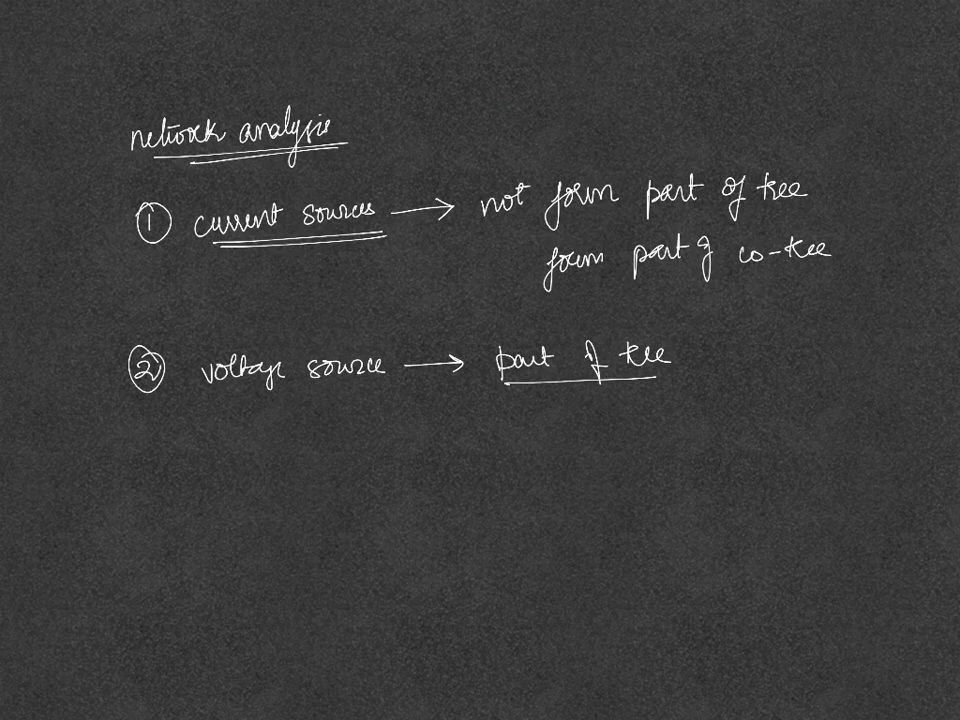 network analysis
① current sources → not form part of tree
form part of co-tree
② voltage source → part of tree